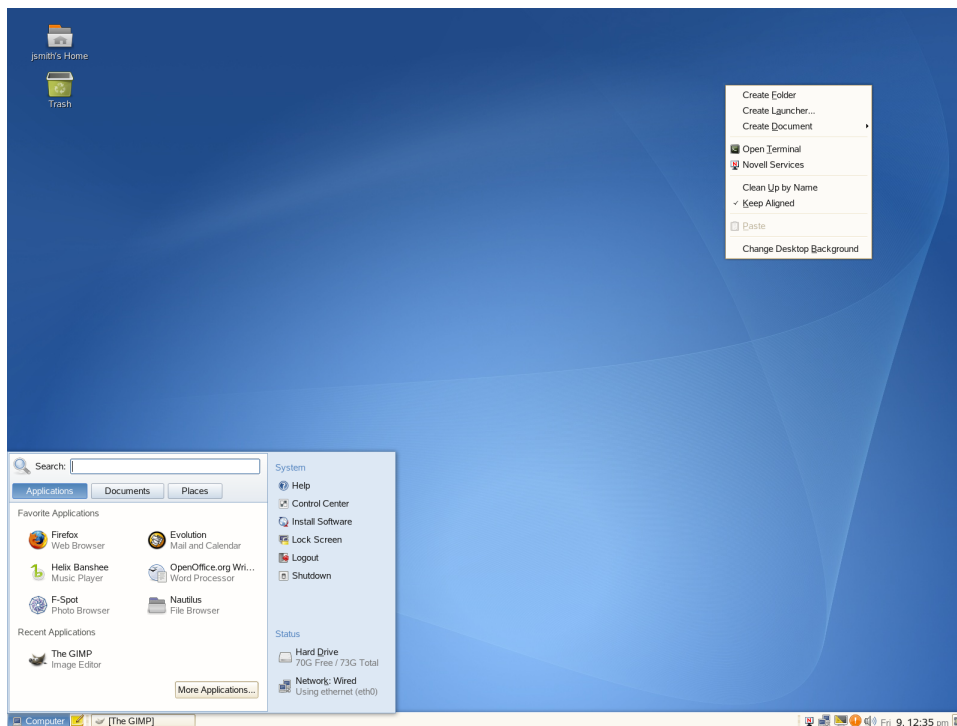 jsmith's Home
Trash
Create Folder
Create Launcher...
Create Document
Open Terminal
Novell Services
Clean Up by Name
Keep Aligned
Paste
Change Desktop Background
Search:
Applications
Documents
Places
Favorite Applications
Firefox
Web Browser
Evolution
Mail and Calendar
Helix Banshee
Music Player
OpenOffice.org Wri...
Word Processor
F-Spot
Photo Browser
Nautilus
File Browser
Recent Applications
The GIMP
Image Editor
More Applications...
System
Help
Control Center
Install Software
Lock Screen
Logout
Shutdown
Status
Hard Drive
70G Free / 73G Total
Network: Wired
Using ethernet (eth0)
Computer
[The GIMP]
Fri 9, 12:35 pm